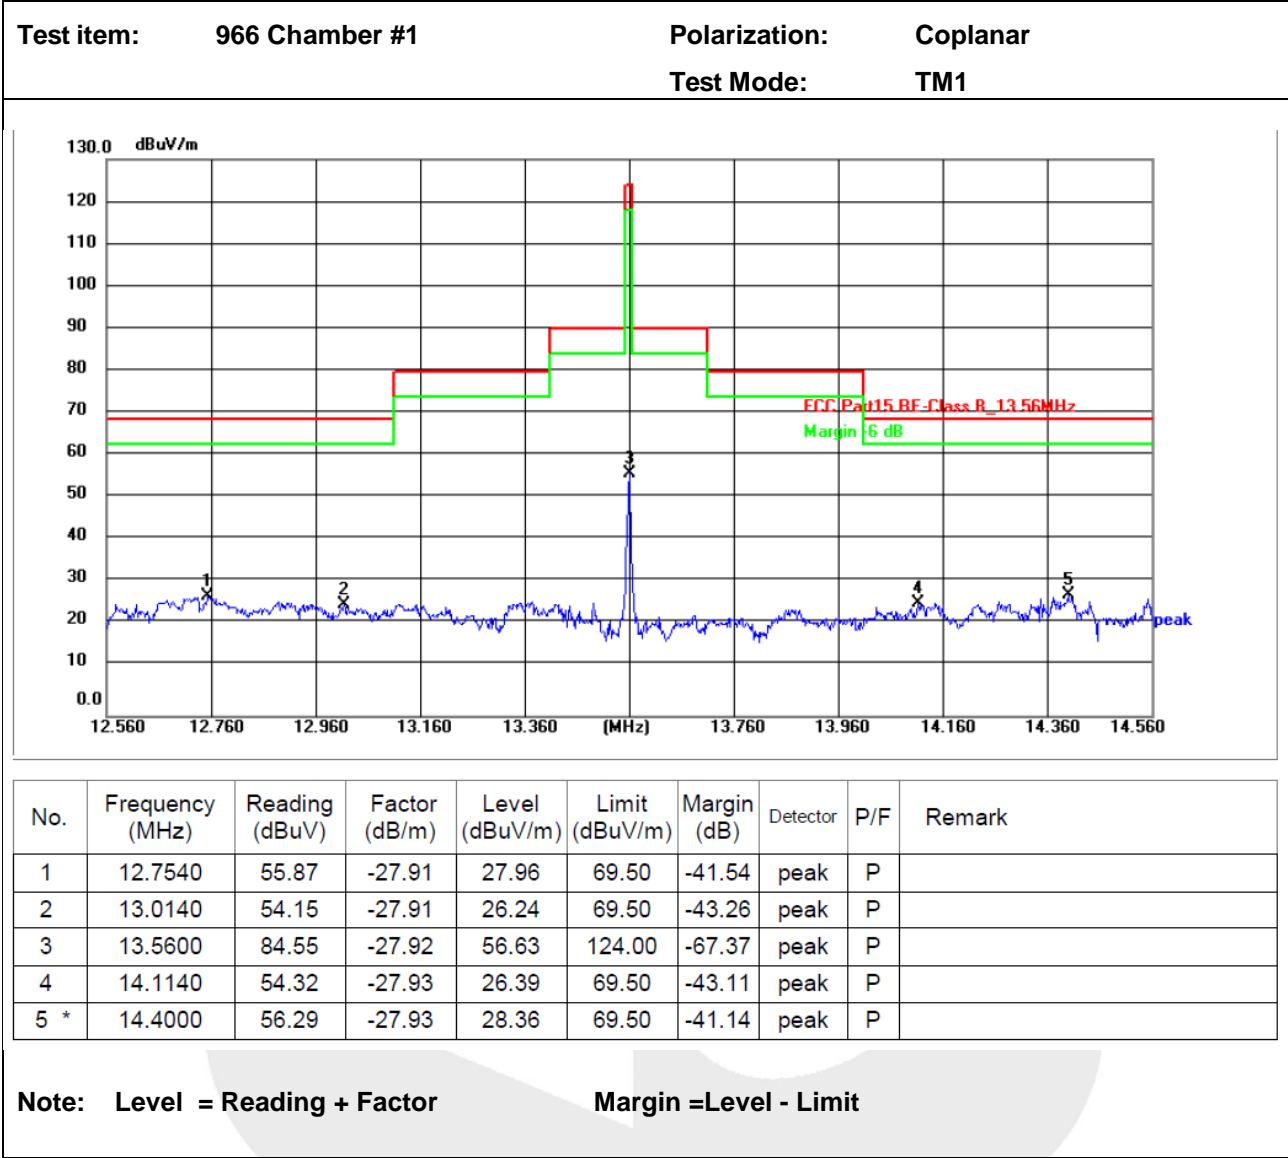 Test item: 966 Chamber #1 Polarization: Coplanar
Test Mode: TM1
130.0 dBuV/m
120
110
100
90
80
70
FCC Part15 RF-Class B_13.56MHz
Margin -6 dB
60
3
50
40
30
1 2 4 5
20
peak
10
0.0
12.560 12.760 12.960 13.160 13.360 (MHz) 13.760 13.960 14.160 14.360 14.560
No. Frequency (MHz) Reading (dBuV) Factor (dB/m) Level (dBuV/m) Limit (dBuV/m) Margin (dB) Detector P/F Remark
1 12.7540 55.87 -27.91 27.96 69.50 -41.54 peak P
2 13.0140 54.15 -27.91 26.24 69.50 -43.26 peak P
3 13.5600 84.55 -27.92 56.63 124.00 -67.37 peak P
4 14.1140 54.32 -27.93 26.39 69.50 -43.11 peak P
5 * 14.4000 56.29 -27.93 28.36 69.50 -41.14 peak P
Note: Level = Reading + Factor Margin =Level - Limit